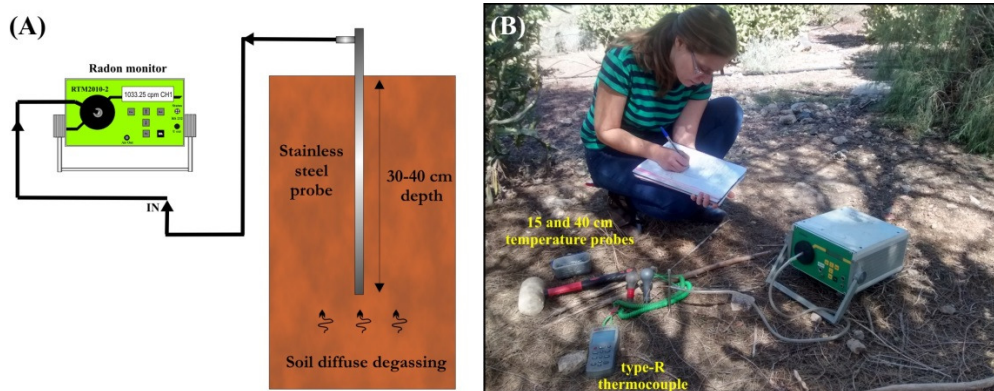 (A)
Radon monitor
RTM2010-2
1033.25 cpm CH1
IN
Stainless
steel
probe
30-40 cm
depth
Soil diffuse degassing
(B)
15 and 40 cm
temperature probes
type-R
thermocouple